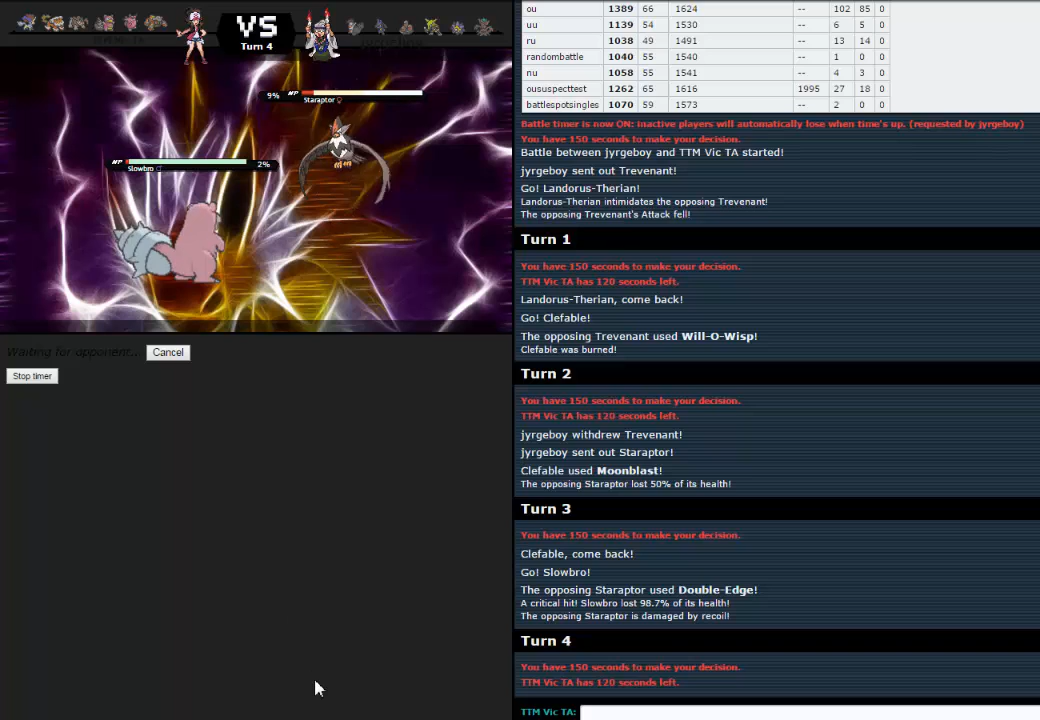 VS
Turn 4
9%
Staraptor ♀
Slowbro ♂
2%
Waiting for opponent...
Cancel
Stop timer
ou 1389 66 1624 -- 102 85 0
uu 1139 54 1530 -- 6 5 0
ru 1038 49 1491 -- 13 14 0
randombattle 1040 55 1540 -- 1 0 0
nu 1058 55 1541 -- 4 3 0
oususpecttest 1262 65 1616 1995 27 18 0
battlespotsingles 1070 59 1573 -- 2 0 0
Battle timer is now ON: inactive players will automatically lose when time's up. (requested by jyrgeboy)
You have 150 seconds to make your decision.
Battle between jyrgeboy and TTM Vic TA started!
jyrgeboy sent out Trevenant!
Go! Landorus-Therian!
Landorus-Therian intimidates the opposing Trevenant!
The opposing Trevenant's Attack fell!
Turn 1
You have 150 seconds to make your decision.
TTM Vic TA has 120 seconds left.
Landorus-Therian, come back!
Go! Clefable!
The opposing Trevenant used Will-O-Wisp!
Clefable was burned!
Turn 2
You have 150 seconds to make your decision.
TTM Vic TA has 120 seconds left.
jyrgeboy withdrew Trevenant!
jyrgeboy sent out Staraptor!
Clefable used Moonblast!
The opposing Staraptor lost 50% of its health!
Turn 3
You have 150 seconds to make your decision.
Clefable, come back!
Go! Slowbro!
The opposing Staraptor used Double-Edge!
A critical hit! Slowbro lost 98.7% of its health!
The opposing Staraptor is damaged by recoil!
Turn 4
You have 150 seconds to make your decision.
TTM Vic TA has 120 seconds left.
TTM Vic TA: